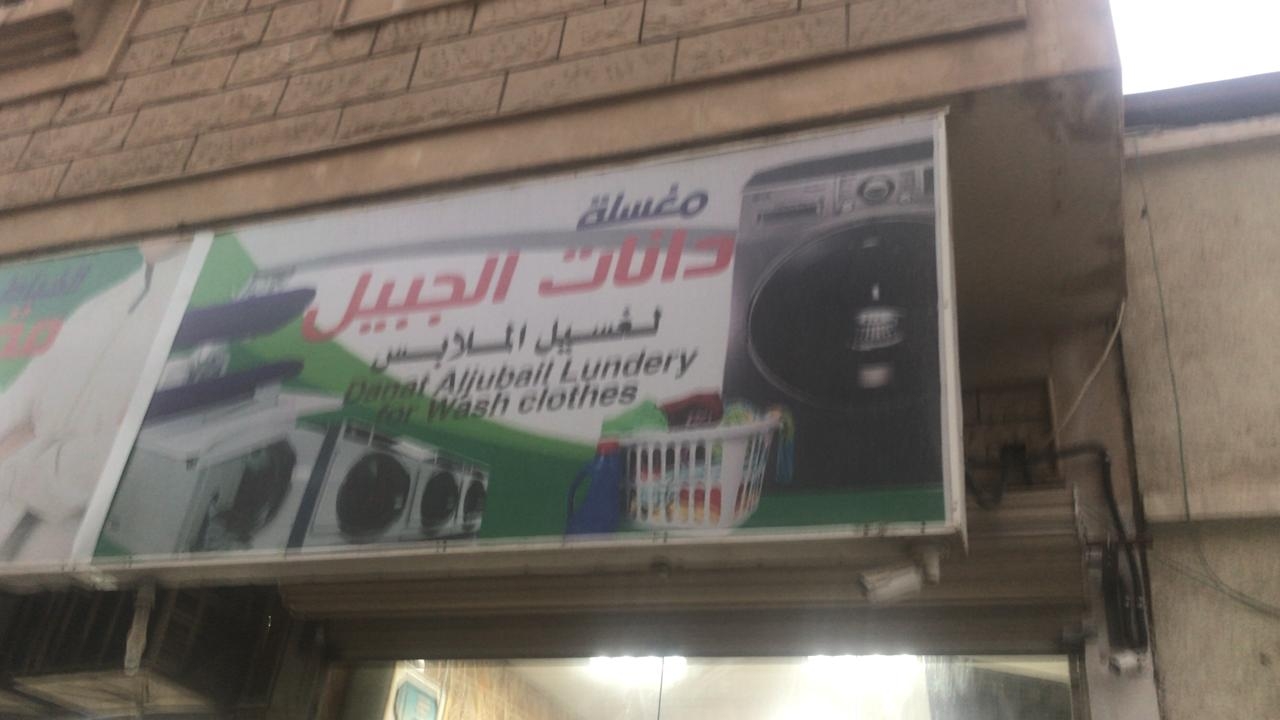 مغسلة
دانات الجبيل
لغسيل الملابس
Danat Aljubail Lundery
for Wash clothes